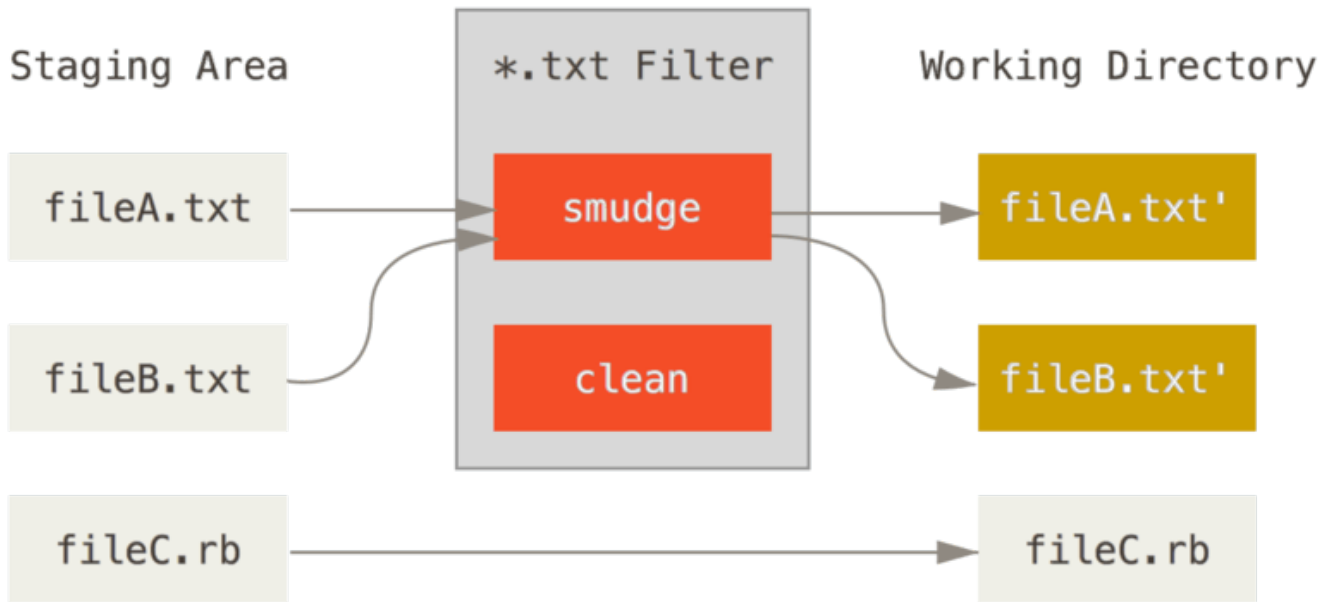 Staging Area
*.txt Filter
Working Directory
fileA.txt
smudge
fileA.txt'
fileB.txt
clean
fileB.txt'
fileC.rb
fileC.rb